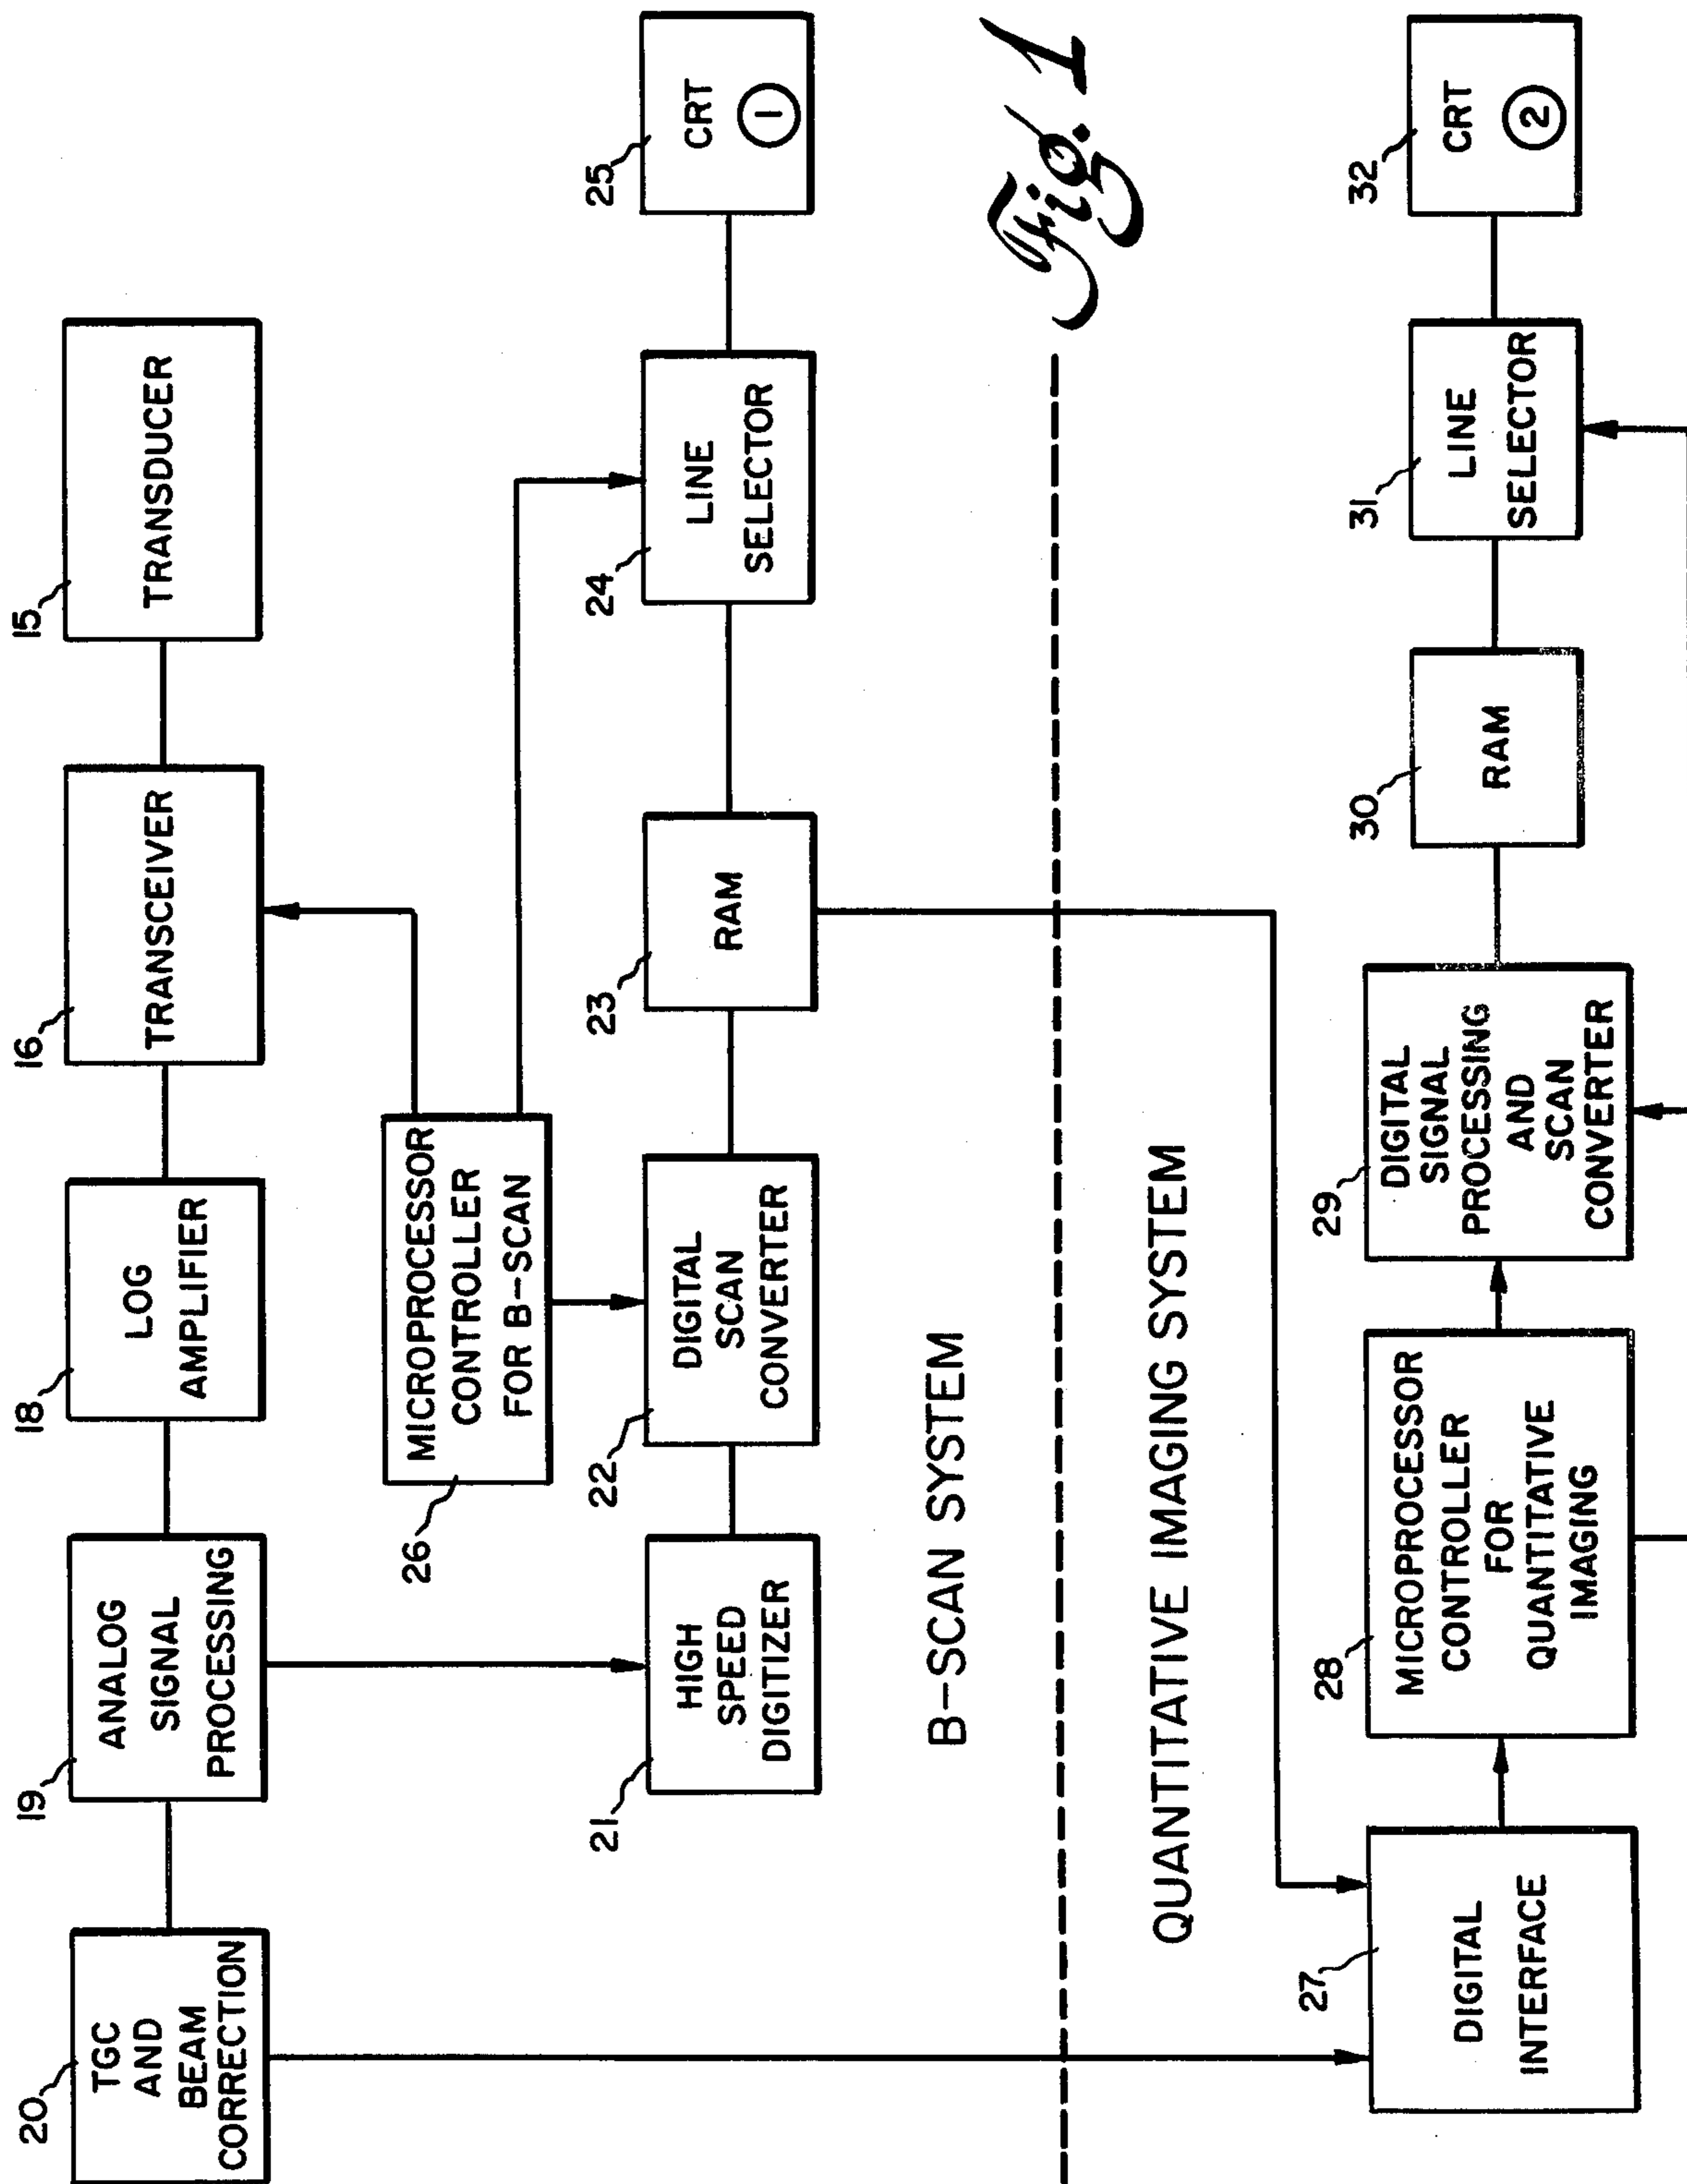 15
TRANSDUCER
16
TRANSCEIVER
18
LOG
AMPLIFIER
19
ANALOG
SIGNAL
PROCESSING
20
TGC
AND
BEAM
CORRECTION
26
MICROPROCESSOR
CONTROLLER
FOR B-SCAN
21
HIGH
SPEED
DIGITIZER
22
DIGITAL
SCAN
CONVERTER
23
RAM
24
LINE
SELECTOR
25
CRT
1
B-SCAN SYSTEM
Fig. 1
QUANTITATIVE IMAGING SYSTEM
27
DIGITAL
INTERFACE
28
MICROPROCESSOR
CONTROLLER
FOR
QUANTITATIVE
IMAGING
29
DIGITAL
SIGNAL
PROCESSING
AND
SCAN
CONVERTER
30
RAM
31
LINE
SELECTOR
32
CRT
2